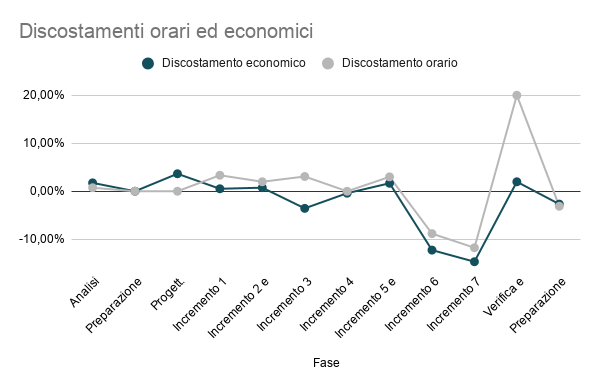 Discostamenti orari ed economici
Discostamento economico
Discostamento orario
20,00%
10,00%
0,00%
-10,00%
Analisi
Preparazione
Progett.
Incremento 1
Incremento 2 e
Incremento 3
Incremento 4
Incremento 5 e
Incremento 6
Incremento 7
Verifica e
Preparazione
Fase